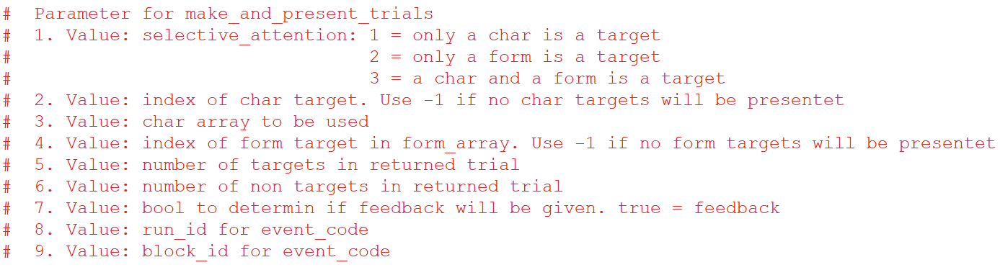 #  Parameter for make_and_present_trials
#  1. Value: selective_attention: 1 = only a char is a target
#                                 2 = only a form is a target
#                                 3 = a char and a form is a target
#  2. Value: index of char target. Use -1 if no char targets will be presentet
#  3. Value: char array to be used
#  4. Value: index of form target in form_array. Use -1 if no form targets will be presentet
#  5. Value: number of targets in returned trial
#  6. Value: number of non targets in returned trial
#  7. Value: bool to determin if feedback will be given. true = feedback
#  8. Value: run_id for event_code
#  9. Value: block_id for event_code